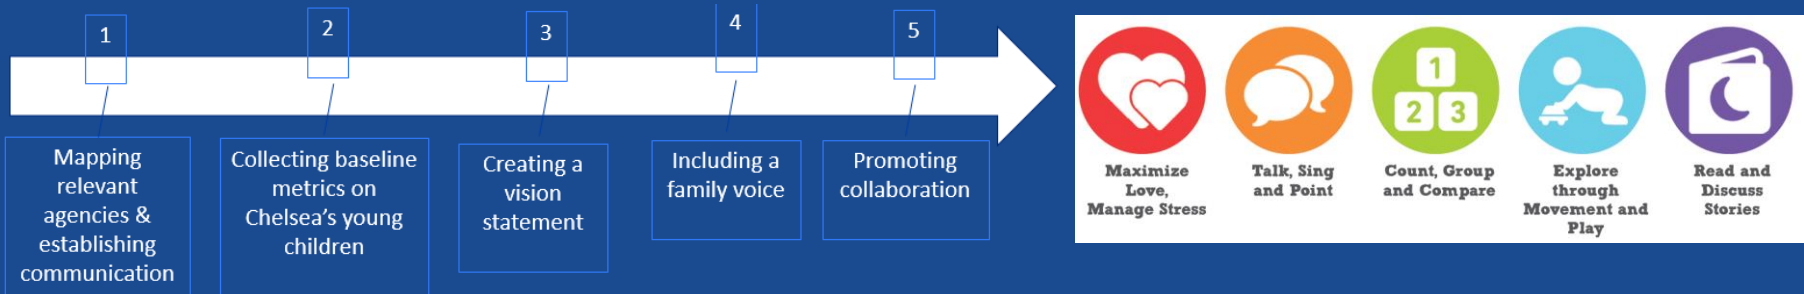 1
Mapping
relevant
agencies &
establishing
communication
2
Collecting baseline
metrics on
Chelsea's young
children
3
Creating a
vision
statement
4
Including a
family voice
5
Promoting
collaboration
Maximize
Love,
Manage Stress
Talk, Sing
and Point
1
2 3
Count, Group
and Compare
Explore
through
Movement and
Play
Read and
Discuss
Stories